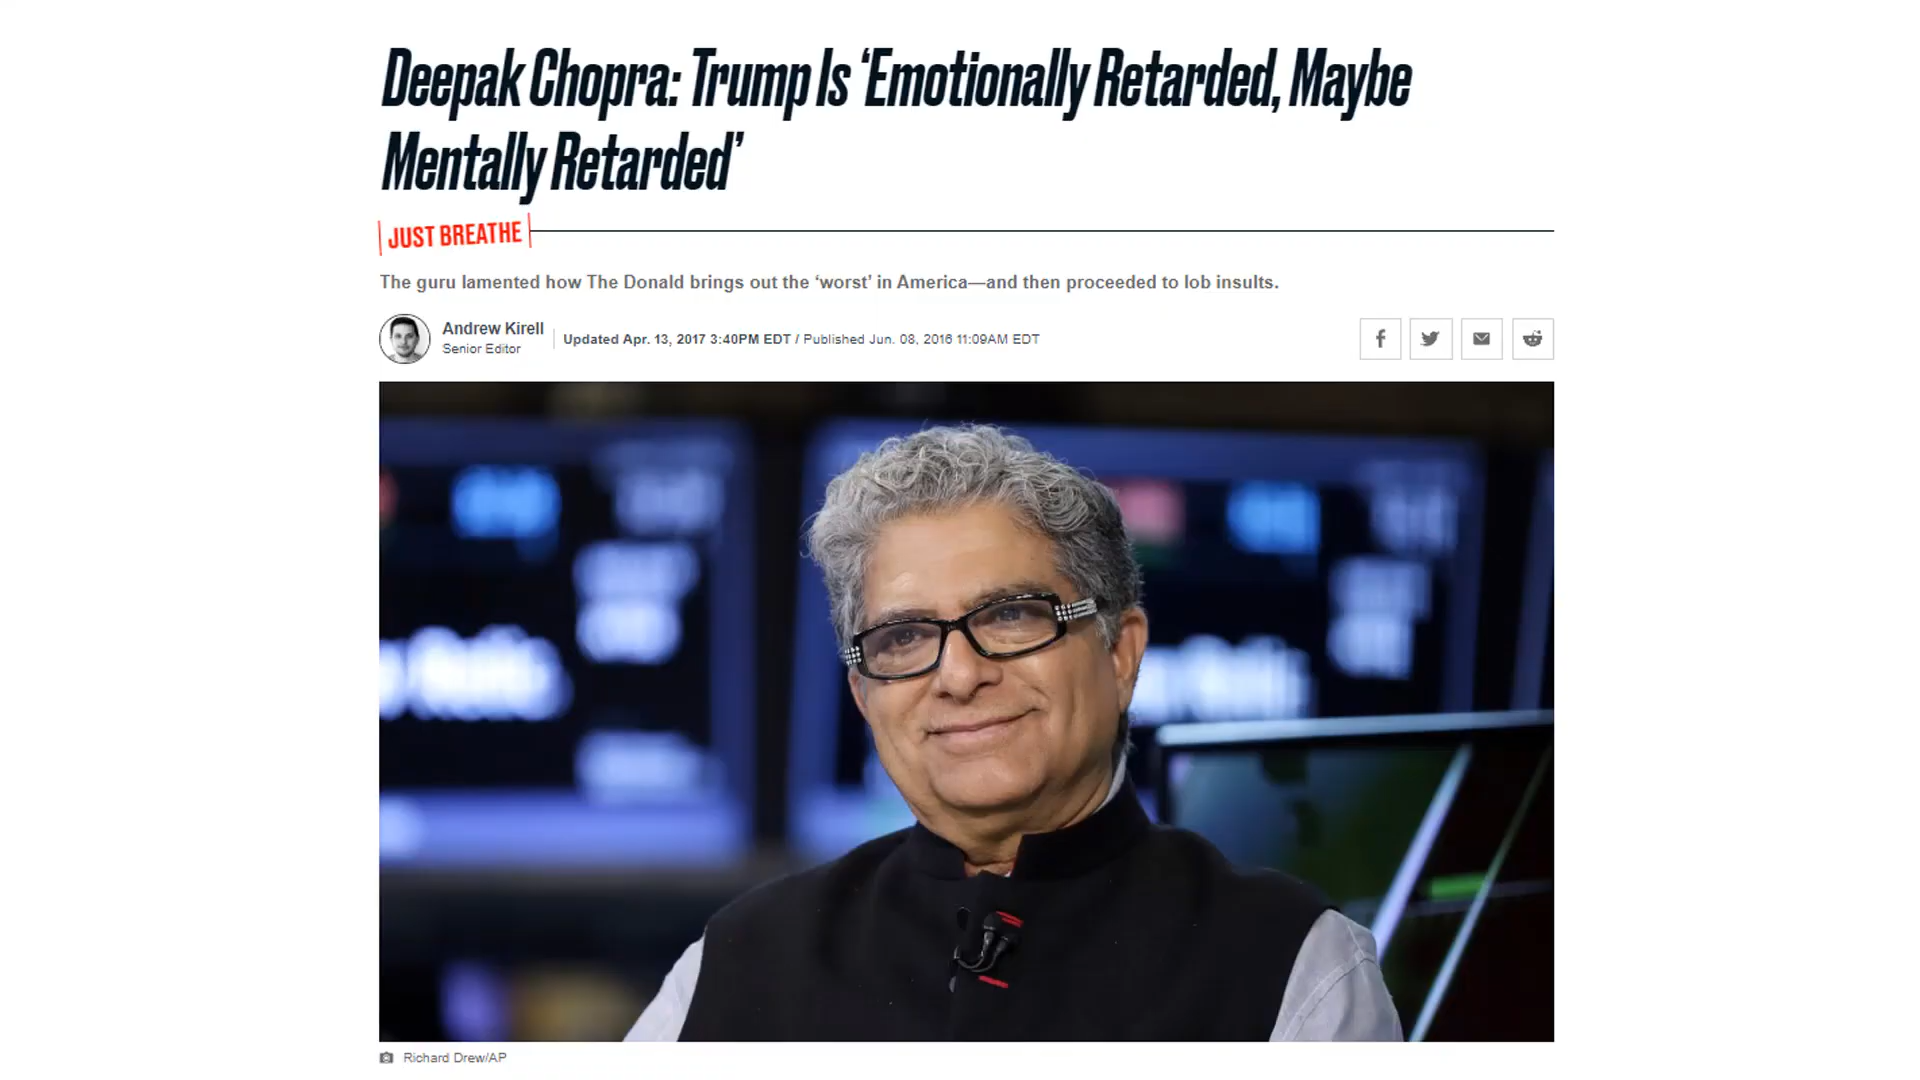 Deepak Chopra: Trump Is ‘Emotionally Retarded, Maybe
Mentally Retarded’
JUST BREATHE
The guru lamented how The Donald brings out the ‘worst’ in America—and then proceeded to lob insults.
Andrew Kirell
Senior Editor
Updated Apr. 13, 2017 3:40PM EDT / Published Jun. 08, 2016 11:09AM EDT
Richard Drew/AP